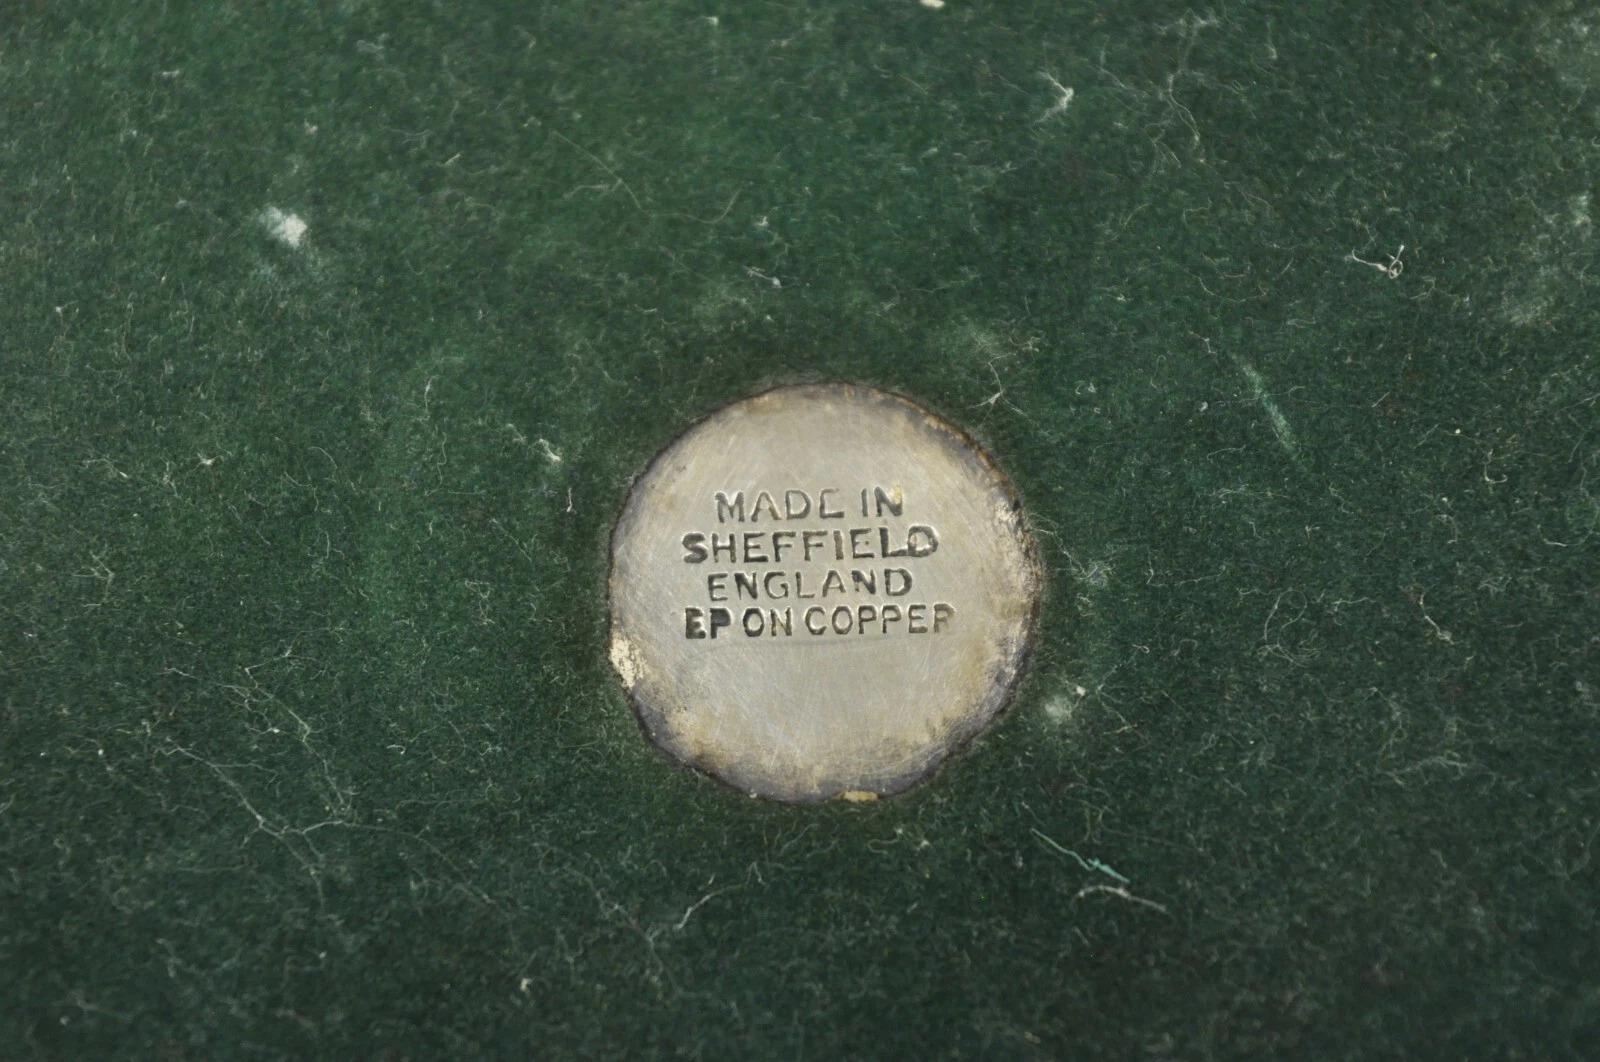 MADE IN
SHEFFIELD
ENGLAND
EP ON COPPER